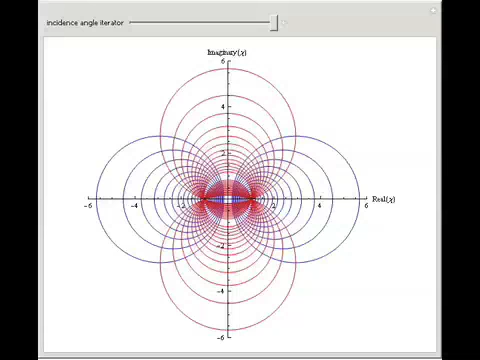 incidence angle iterator
Imaginary(χ)
6
4
2
-6 -4 -2 2 4 6 Real(χ)
-2
-4
-6